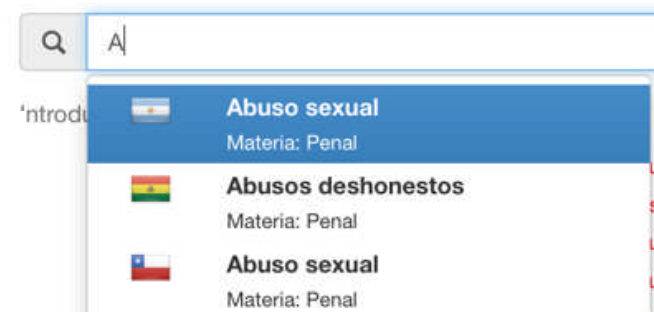 A
Abuso sexual
'ntrodu
Materia: Penal
Abusos deshonestos
Materia: Penal
Abuso sexual
Materia: Penal